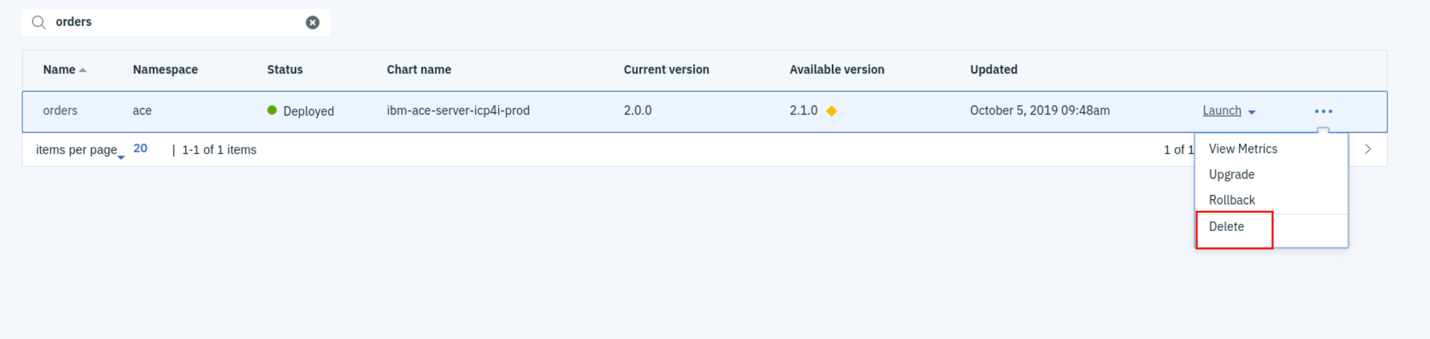 orders
Name Namespace Status Chart name Current version Available version Updated
orders ace Deployed ibm-ace-server-icp4i-prod 2.0.0 2.1.0 October 5, 2019 09:48am Launch
items per page 20 | 1-1 of 1 items 1 of 1
View Metrics
Upgrade
Rollback
Delete